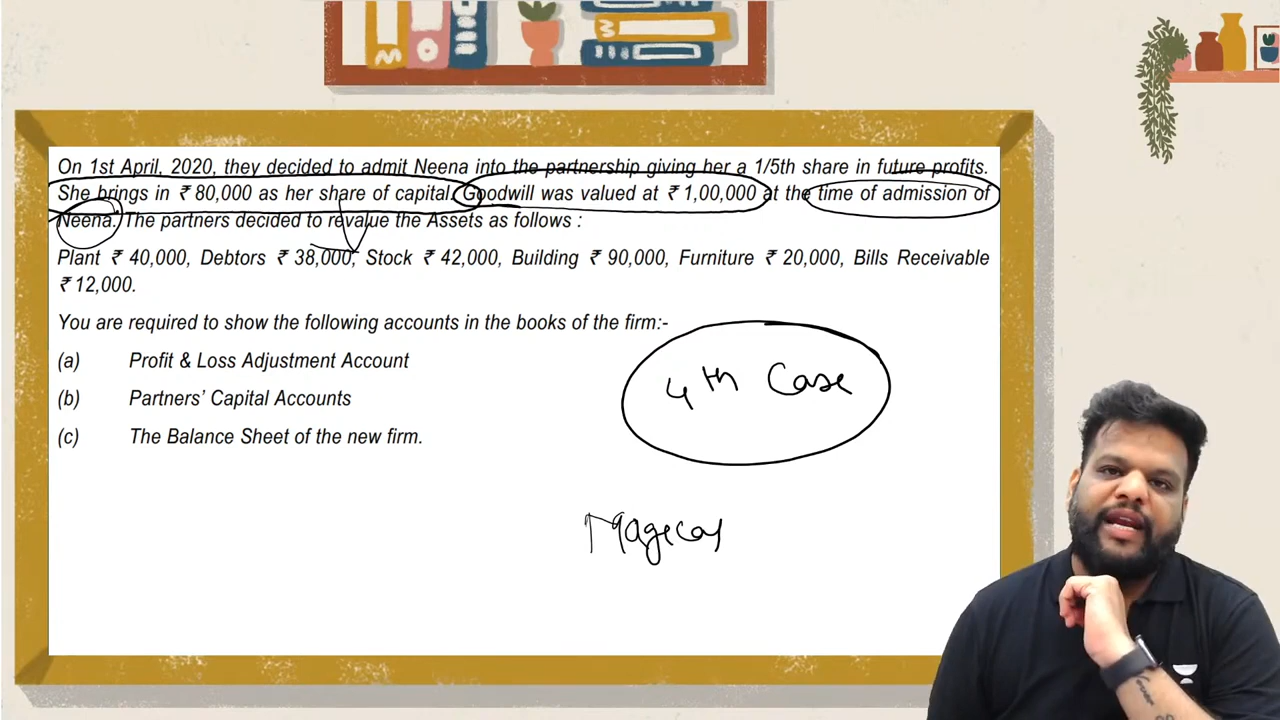 On 1st April, 2020, they decided to admit Neena into the partnership giving her a 1/5th share in future profits.
She brings in ₹ 80,000 as her share of capital. Goodwill was valued at ₹ 1,00,000 at the time of admission of
Neena. The partners decided to revalue the Assets as follows :
Plant ₹ 40,000, Debtors ₹ 38,000, Stock ₹ 42,000, Building ₹ 90,000, Furniture ₹ 20,000, Bills Receivable
₹ 12,000.
You are required to show the following accounts in the books of the firm:-
(a) Profit & Loss Adjustment Account
(b) Partners' Capital Accounts
(c) The Balance Sheet of the new firm.
4th Case